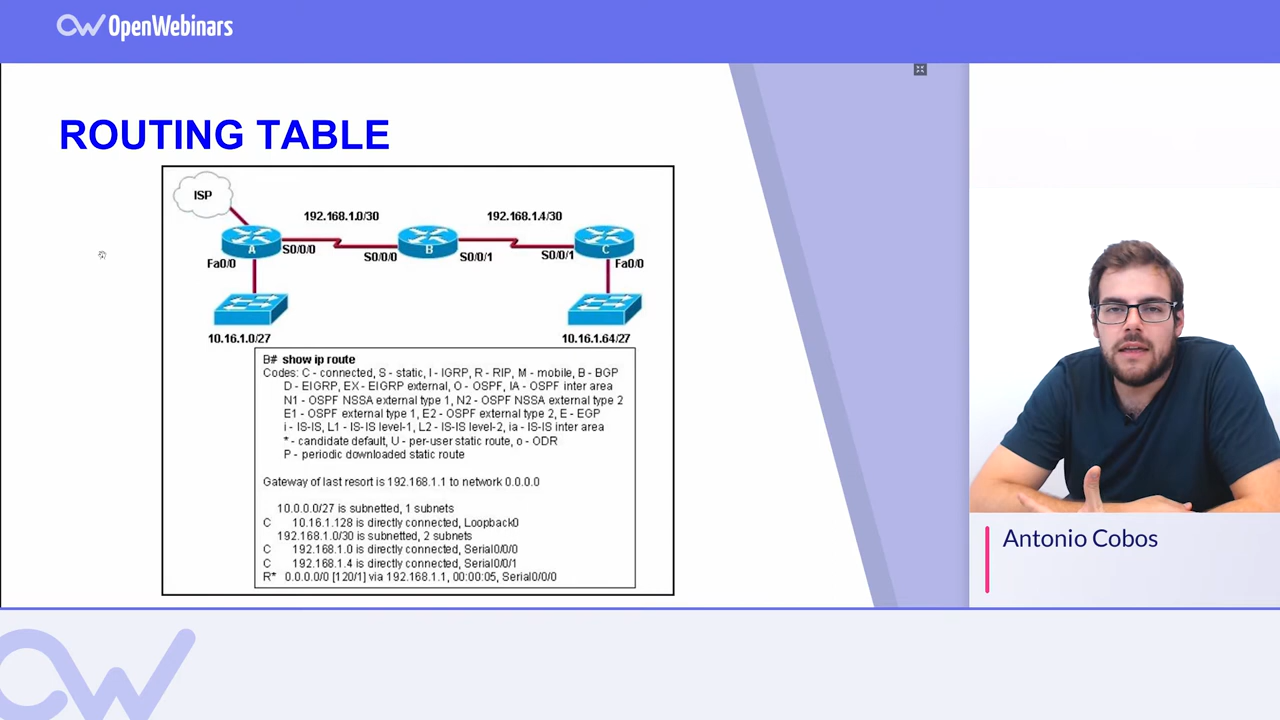 OpenWebinars
ROUTING TABLE
ISP
192.168.1.0/30
192.168.1.4/30
A
B
C
S0/0/0
S0/0/0
S0/0/1
S0/0/1
Fa0/0
Fa0/0
10.16.1.0/27
10.16.1.64/27
B# show ip route
Codes: C - connected, S - static, I - IGRP, R - RIP, M - mobile, B - BGP
D - EIGRP, EX - EIGRP external, O - OSPF, IA - OSPF inter area
N1 - OSPF NSSA external type 1, N2 - OSPF NSSA external type 2
E1 - OSPF external type 1, E2 - OSPF external type 2, E - EGP
i - IS-IS, L1 - IS-IS level-1, L2 - IS-IS level-2, ia - IS-IS inter area
* - candidate default, U - per-user static route, o - ODR
P - periodic downloaded static route
Gateway of last resort is 192.168.1.1 to network 0.0.0.0
10.0.0.0/27 is subnetted, 1 subnets
C 10.16.1.128 is directly connected, Loopback0
192.168.1.0/30 is subnetted, 2 subnets
C 192.168.1.0 is directly connected, Serial0/0/0
C 192.168.1.4 is directly connected, Serial0/0/1
R* 0.0.0.0/0 [120/1] via 192.168.1.1, 00:00:05, Serial0/0/0
Antonio Cobos